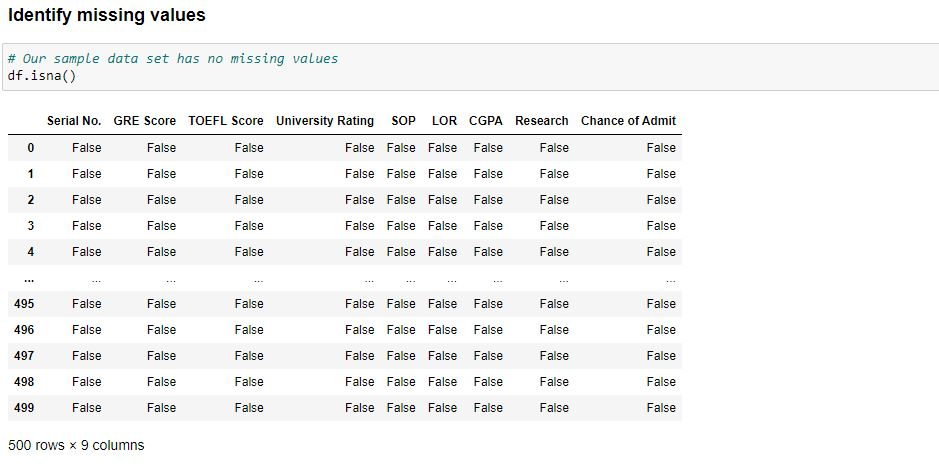 Identify missing values
# Our sample data set has no missing values
df.isna()
Serial No. GRE Score TOEFL Score University Rating SOP LOR CGPA Research Chance of Admit
0 False False False False False False False False False
1 False False False False False False False False False
2 False False False False False False False False False
3 False False False False False False False False False
4 False False False False False False False False False
... ... ... ... ... ... ... ... ... ...
495 False False False False False False False False False
496 False False False False False False False False False
497 False False False False False False False False False
498 False False False False False False False False False
499 False False False False False False False False False
500 rows × 9 columns